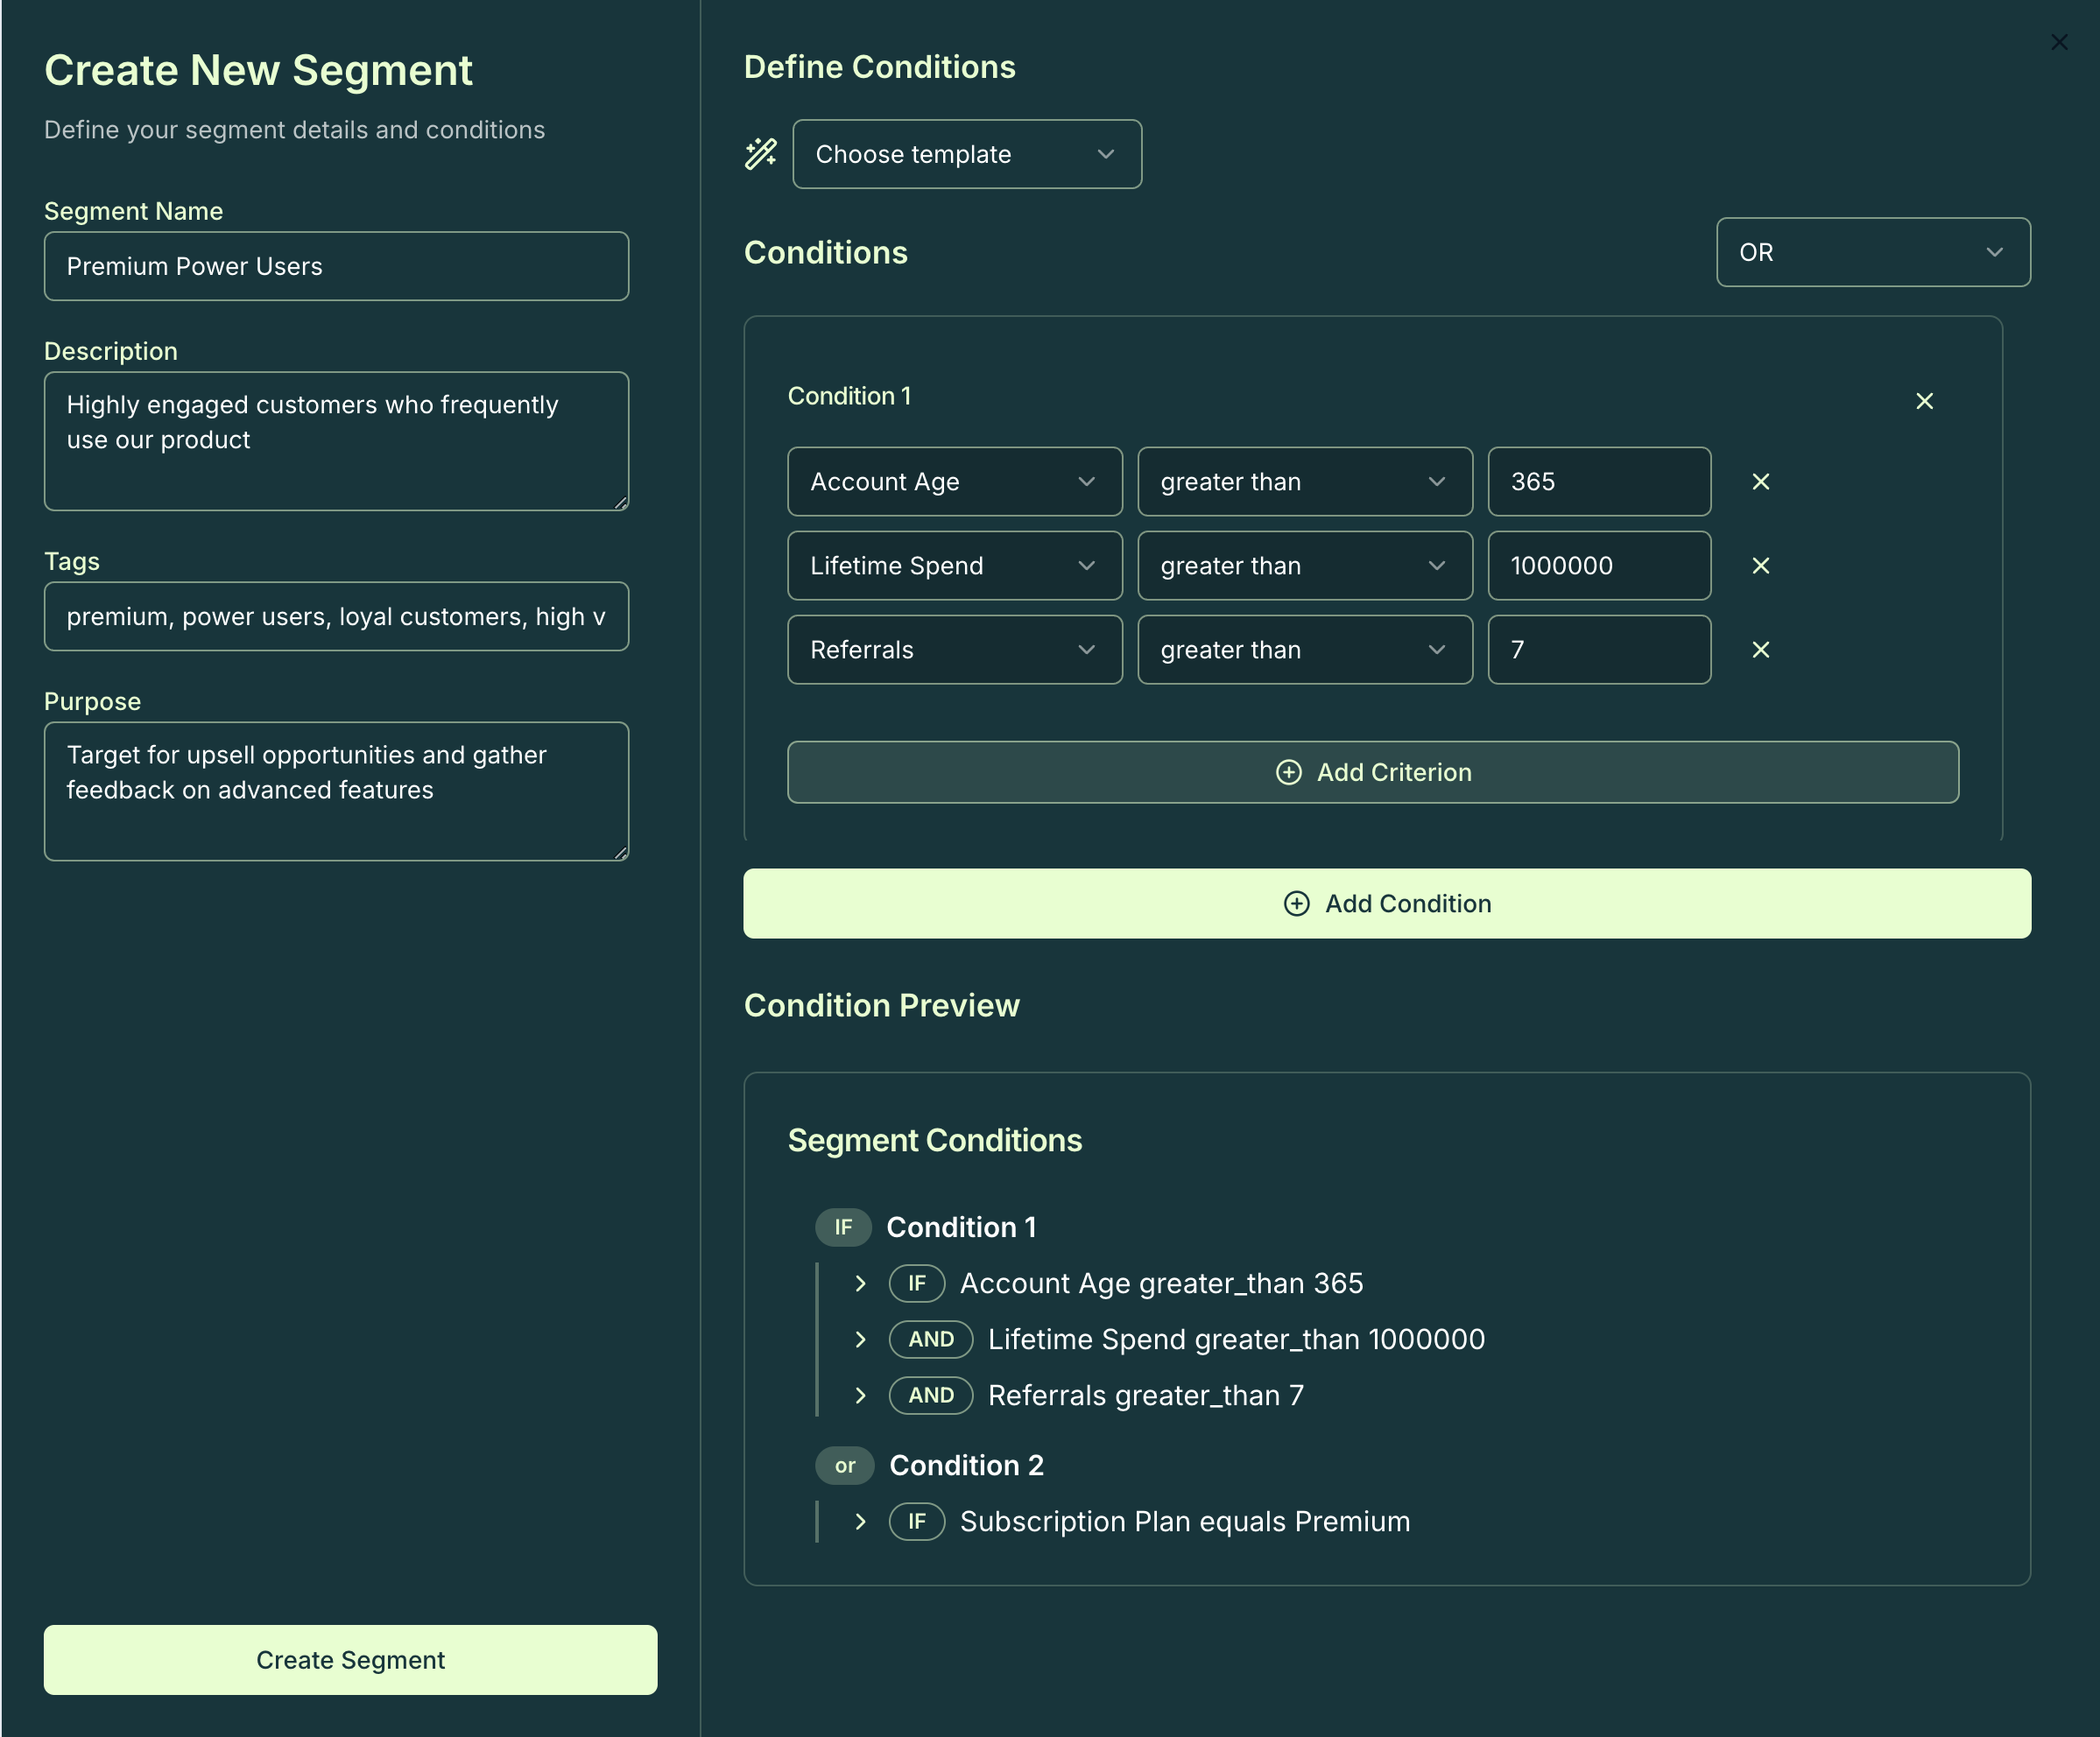 Create New Segment
Define your segment details and conditions
Segment Name
Premium Power Users
Description
Highly engaged customers who frequently
use our product
Tags
premium, power users, loyal customers, high v
Purpose
Target for upsell opportunities and gather
feedback on advanced features
Create Segment
Define Conditions
Choose template
Conditions
OR
Condition 1
Account Age greater than 365
Lifetime Spend greater than 1000000
Referrals greater than 7
Add Criterion
Add Condition
Condition Preview
Segment Conditions
IF Condition 1
IF Account Age greater_than 365
AND Lifetime Spend greater_than 1000000
AND Referrals greater_than 7
or Condition 2
IF Subscription Plan equals Premium